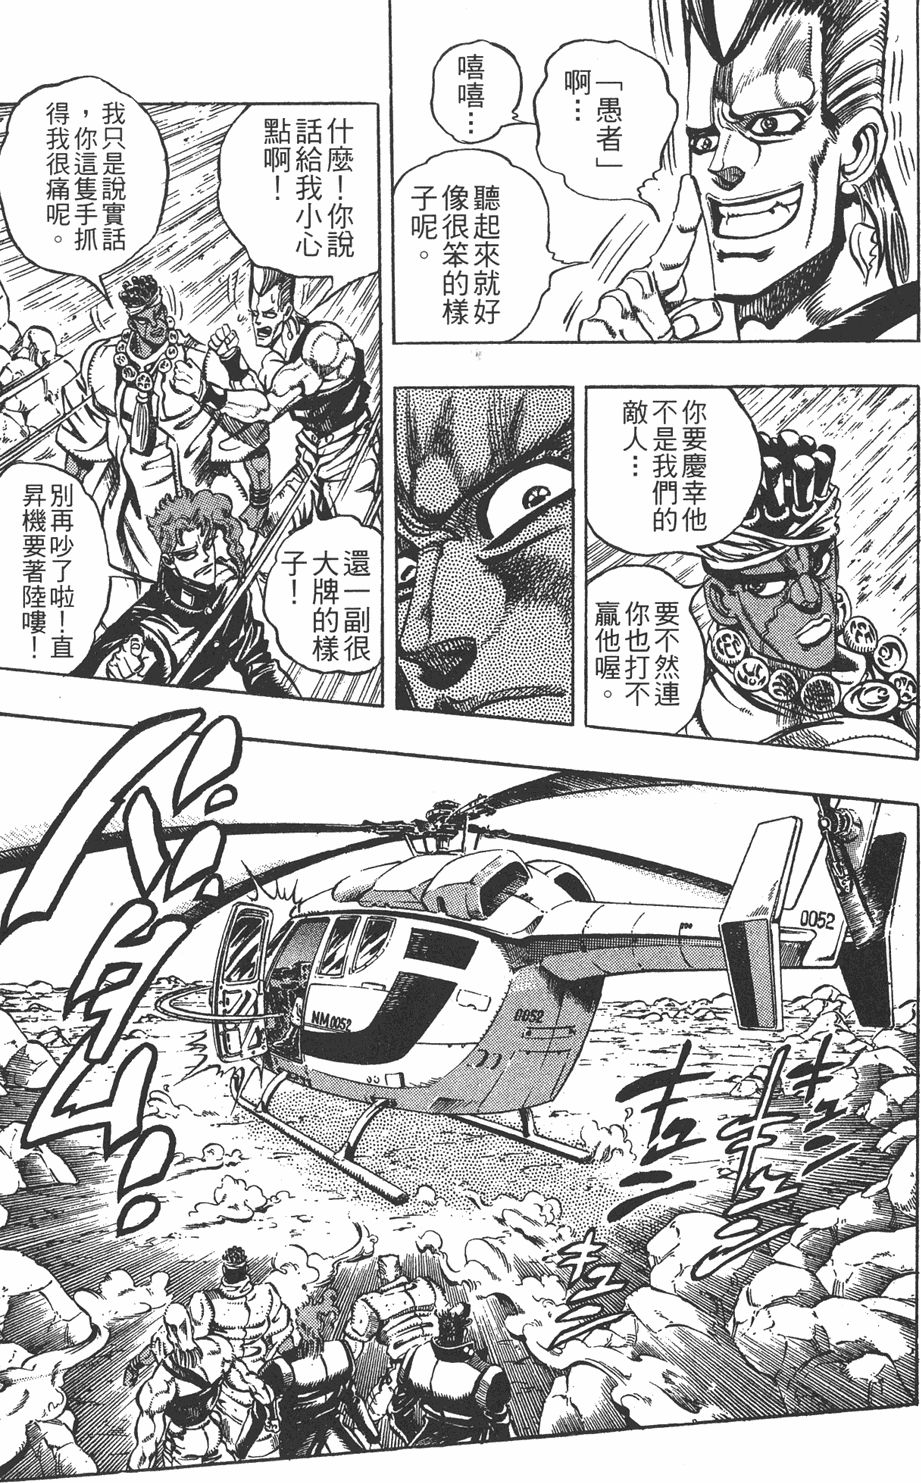 「愚者」
啊…
嘻嘻…
聽起來就好
像很笨的樣
子呢。
你要慶幸他
不是我們的
敵人…
要不然連
你也打不
贏他喔。
什麼！你說
話給我小心
點啊！
我只是說實話
，你這隻手抓
得我很痛呢。
還一副很
大牌的樣
子！
別再吵了啦！直
昇機要著陸嘍！
0052
0052
NM0052